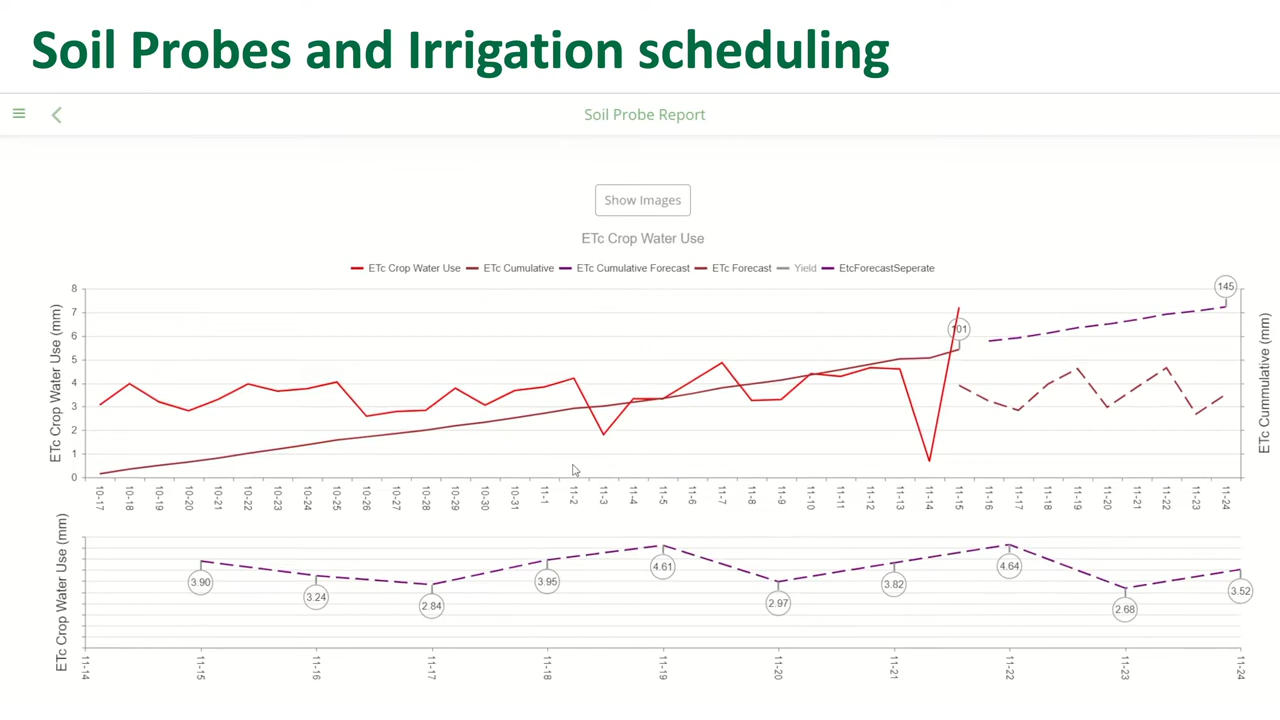 Soil Probes and Irrigation scheduling
Soil Probe Report
Show Images
ETc Crop Water Use
ETc Crop Water Use ETc Cumulative ETc Cumulative Forecast ETc Forecast Yield EtcForecastSeperate
ETc Crop Water Use (mm)
8
7
6
5
4
3
2
1
0
101
145
ETc Cummulative (mm)
10-17 10-18 10-19 10-20 10-21 10-22 10-23 10-24 10-25 10-26 10-27 10-28 10-29 10-30 10-31 11-1 11-2 11-3 11-4 11-5 11-6 11-7 11-8 11-9 11-10 11-11 11-12 11-13 11-14 11-15 11-16 11-17 11-18 11-19 11-20 11-21 11-22 11-23 11-24
ETc Crop Water Use (mm)
3.90 3.24 2.84 3.95 4.61 2.97 3.82 4.64 2.68 3.52
11-14 11-15 11-16 11-17 11-18 11-19 11-20 11-21 11-22 11-23 11-24